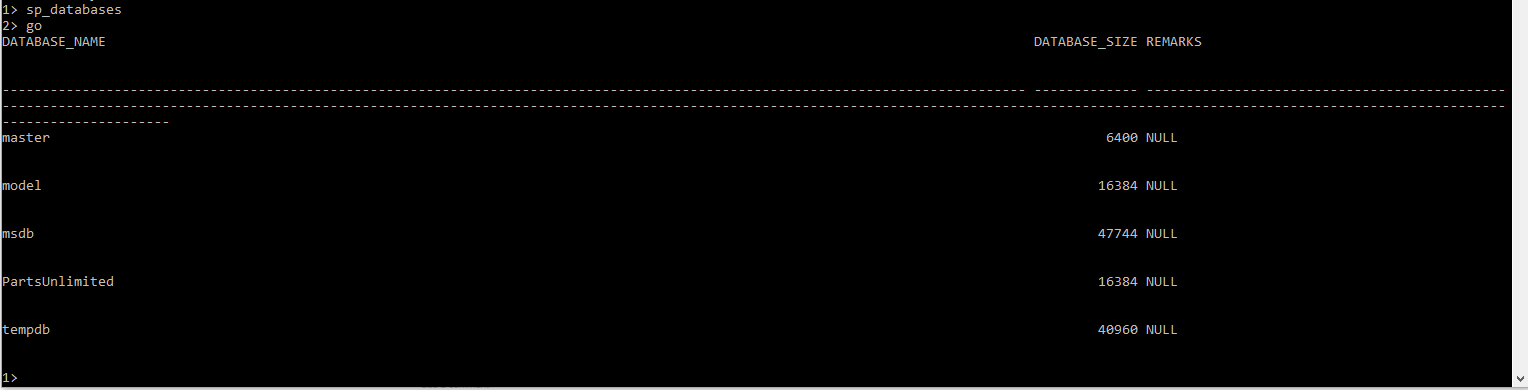 1> sp_databases
2> go
DATABASE_NAME DATABASE_SIZE REMARKS
-------------------------------------------------------------------------------------------------------------------------------- ------------- ---------------------------------------------
--------------------------------------------------------------------------------------------------------------------------------------------------------------------------------------------
---------------------
master 6400 NULL
model 16384 NULL
msdb 47744 NULL
PartsUnlimited 16384 NULL
tempdb 40960 NULL
1>